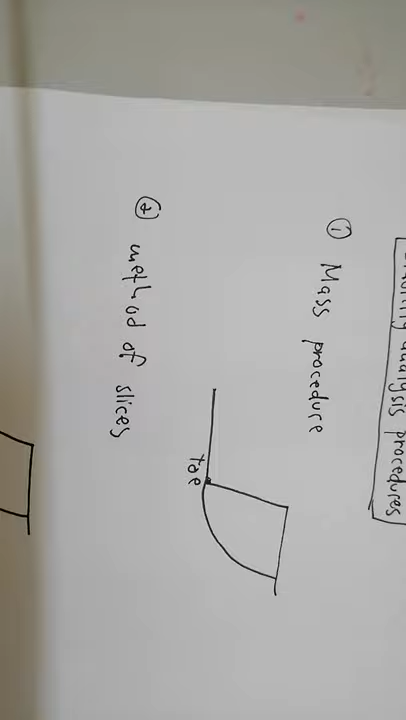 analysis procedures
① Mass procedure
Toe
② method of slices